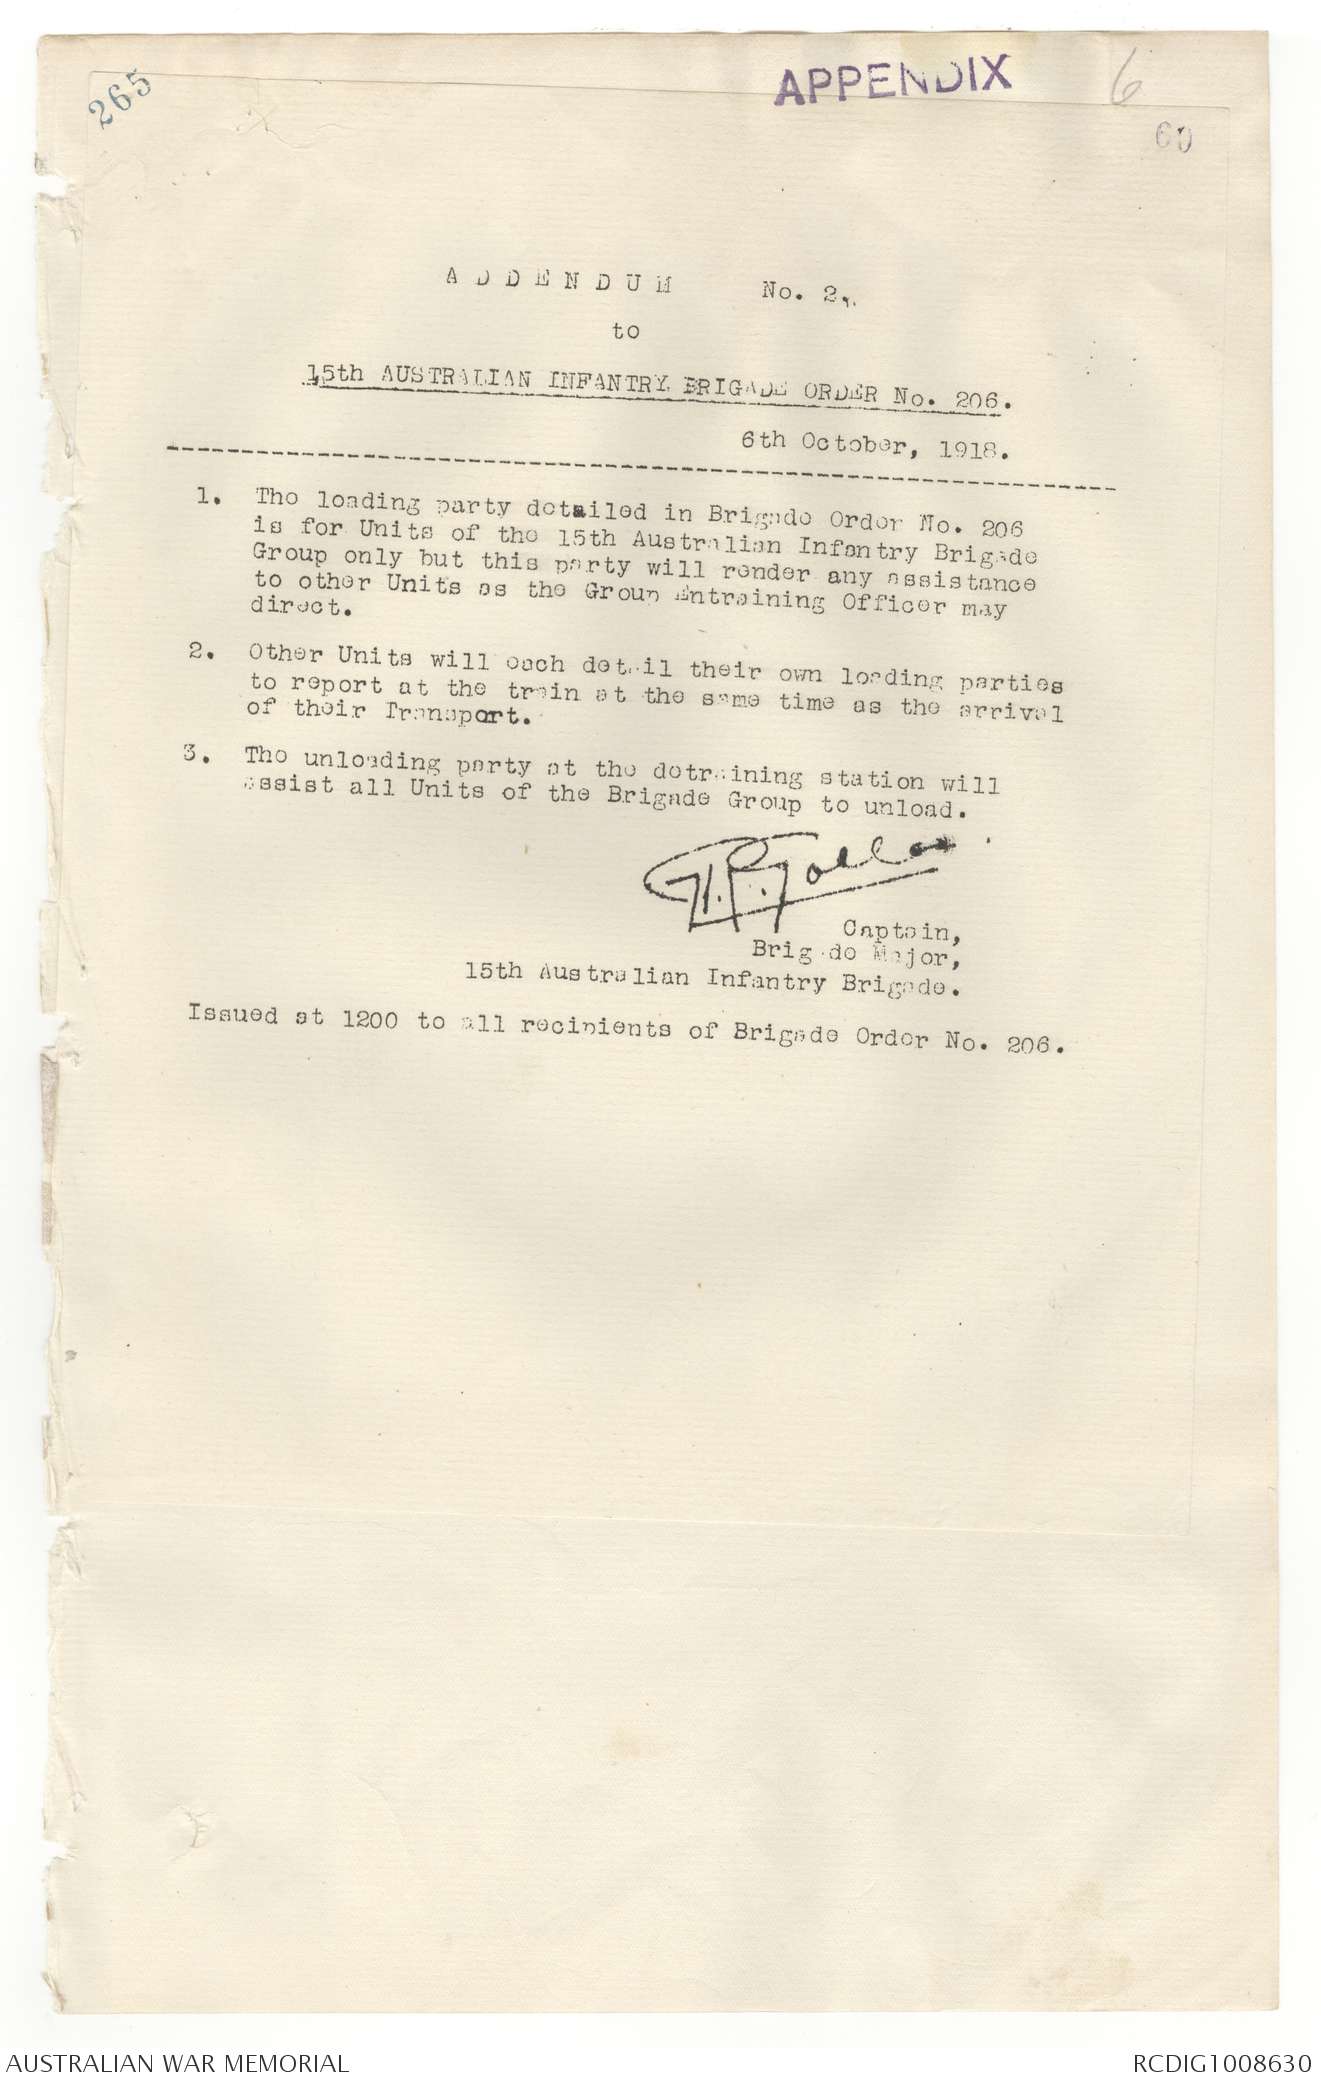 265
APPENDIX 6
60
ADDENDUM No. 2.
to
15th AUSTRALIAN INFANTRY BRIGADE ORDER No. 206.
6th October, 1918.
1. The loading party detailed in Brigade Order No. 206
is for Units of the 15th Australian Infantry Brigade
Group only but this party will render any assistance
to other Units as the Group Entraining Officer may
direct.
2. Other Units will each detail their own loading parties
to report at the train at the same time as the arrival
of their Transport.
3. The unloading party at the detraining station will
assist all Units of the Brigade Group to unload.
Captain,
Brigade Major,
15th Australian Infantry Brigade.
Issued at 1200 to all recipients of Brigade Order No. 206.
AUSTRALIAN WAR MEMORIAL
RCDIG1008630